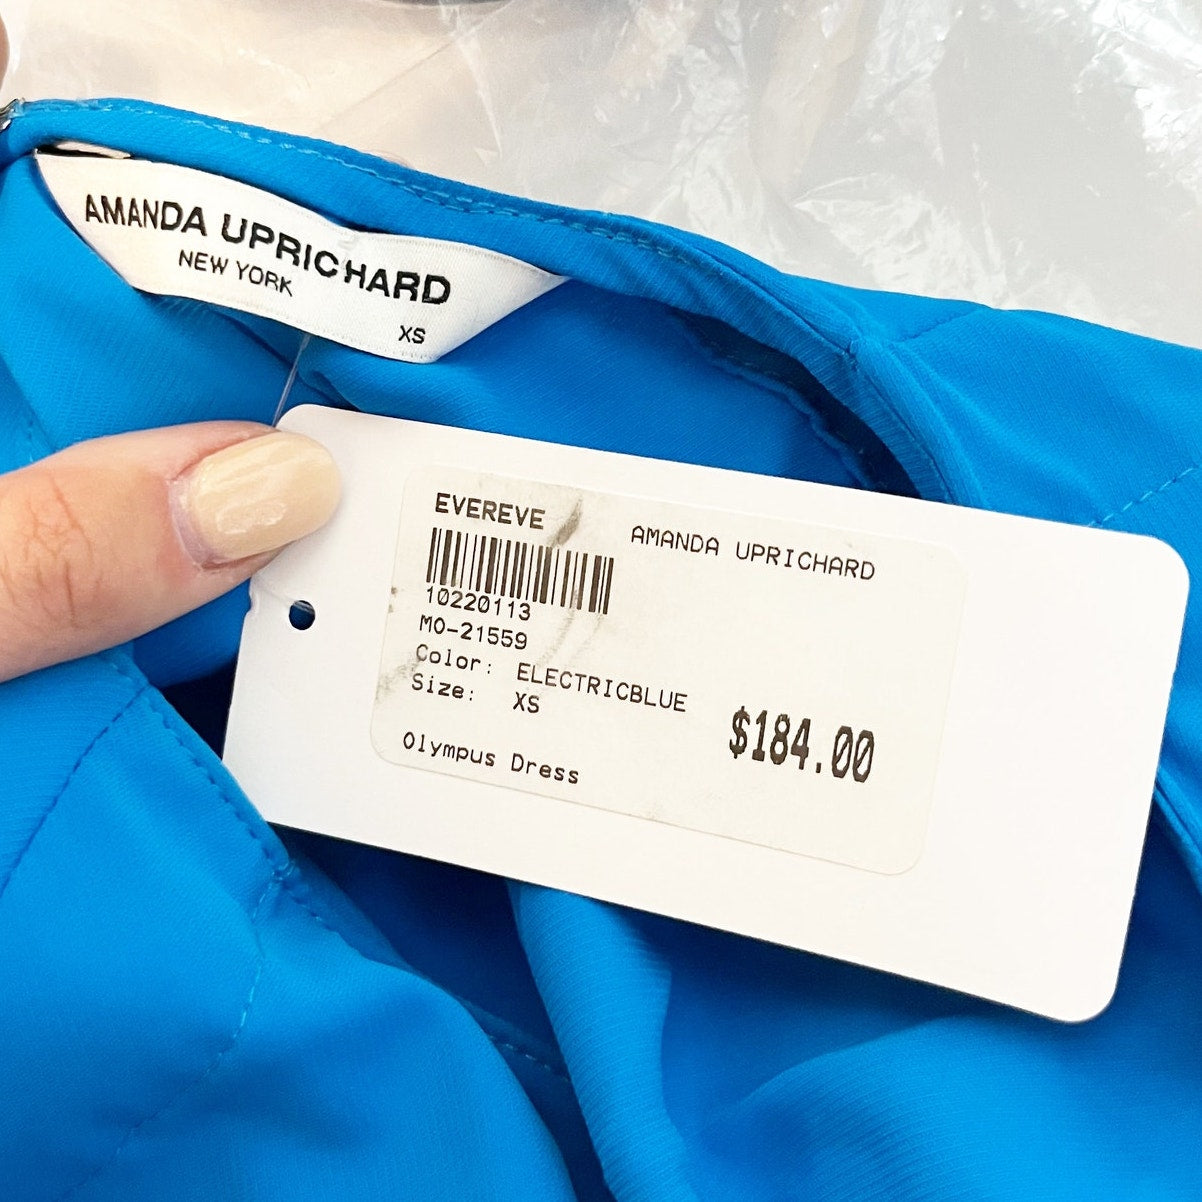 AMANDA UPRICHARD
NEW YORK
XS
EVEREVE
AMANDA UPRICHARD
10220113
MO-21559
Color: ELECTRICBLUE
Size: XS
$184.00
Olympus Dress